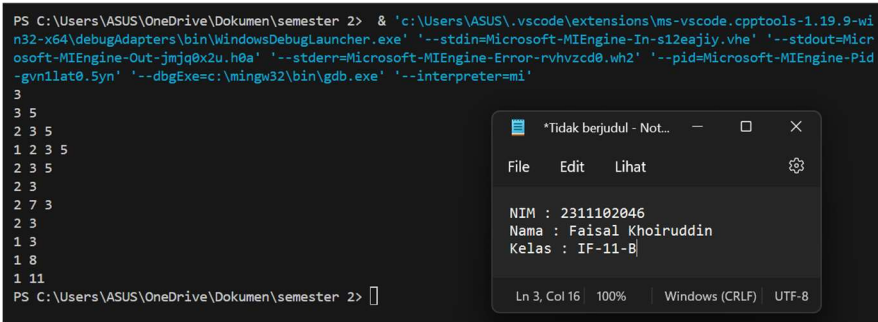 PS C:\Users\ASUS\OneDrive\Dokumen\semester 2>  & 'c:\Users\ASUS\.vscode\extensions\ms-vscode.cpptools-1.19.9-wi
n32-x64\debugAdapters\bin\WindowsDebugLauncher.exe' '--stdin=Microsoft-MIEngine-In-s12eajiy.vhe' '--stdout=Micr
osoft-MIEngine-Out-jmjq0x2u.h0a' '--stderr=Microsoft-MIEngine-Error-rvhvzcd0.wh2' '--pid=Microsoft-MIEngine-Pid
-gvn1lat0.5yn' '--dbgExe=c:\mingw32\bin\gdb.exe' '--interpreter=mi'
3
3 5
2 3 5
1 2 3 5
2 3 5
2 3
2 7 3
2 3
1 3
1 8
1 11
PS C:\Users\ASUS\OneDrive\Dokumen\semester 2>
*Tidak berjudul - Not...
File Edit Lihat
NIM : 2311102046
Nama : Faisal Khoiruddin
Kelas : IF-11-B
Ln 3, Col 16 100% Windows (CRLF) UTF-8